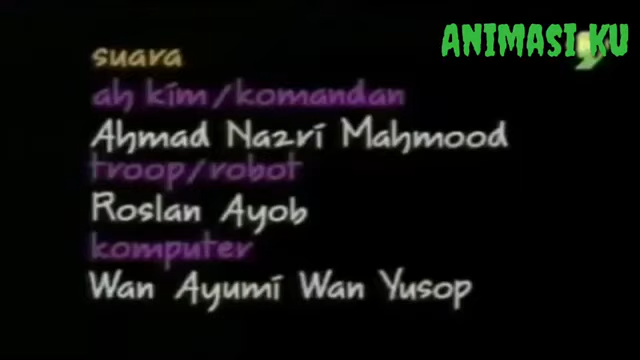 ANIMASI KU
suara
ah kim/komandan
Ahmad Nazri Mahmood
troop/robot
Roslan Ayob
komputer
Wan Ayumi Wan Yusop